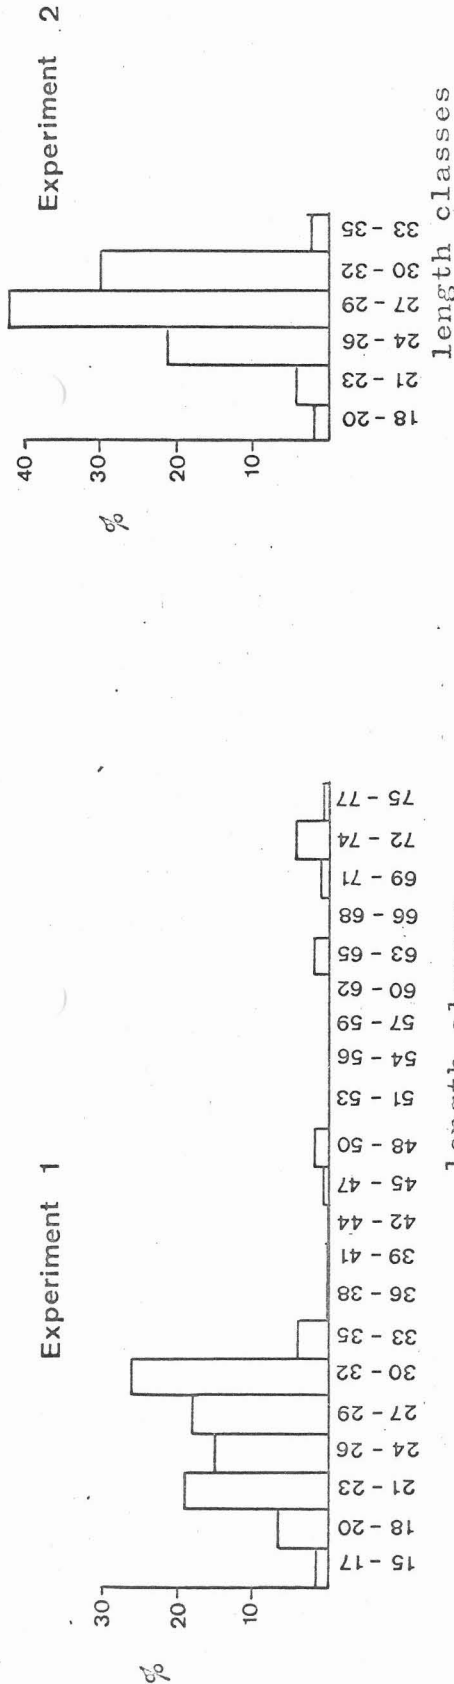 Experiment 1
%
30
20
10
15 - 17
18 - 20
21 - 23
24 - 26
27 - 29
30 - 32
33 - 35
36 - 38
39 - 41
42 - 44
45 - 47
48 - 50
51 - 53
54 - 56
57 - 59
60 - 62
63 - 65
66 - 68
69 - 71
72 - 74
75 - 77
length
Experiment 2
%
40
30
20
10
18 - 20
21 - 23
24 - 26
27 - 29
30 - 32
33 - 35
length classes